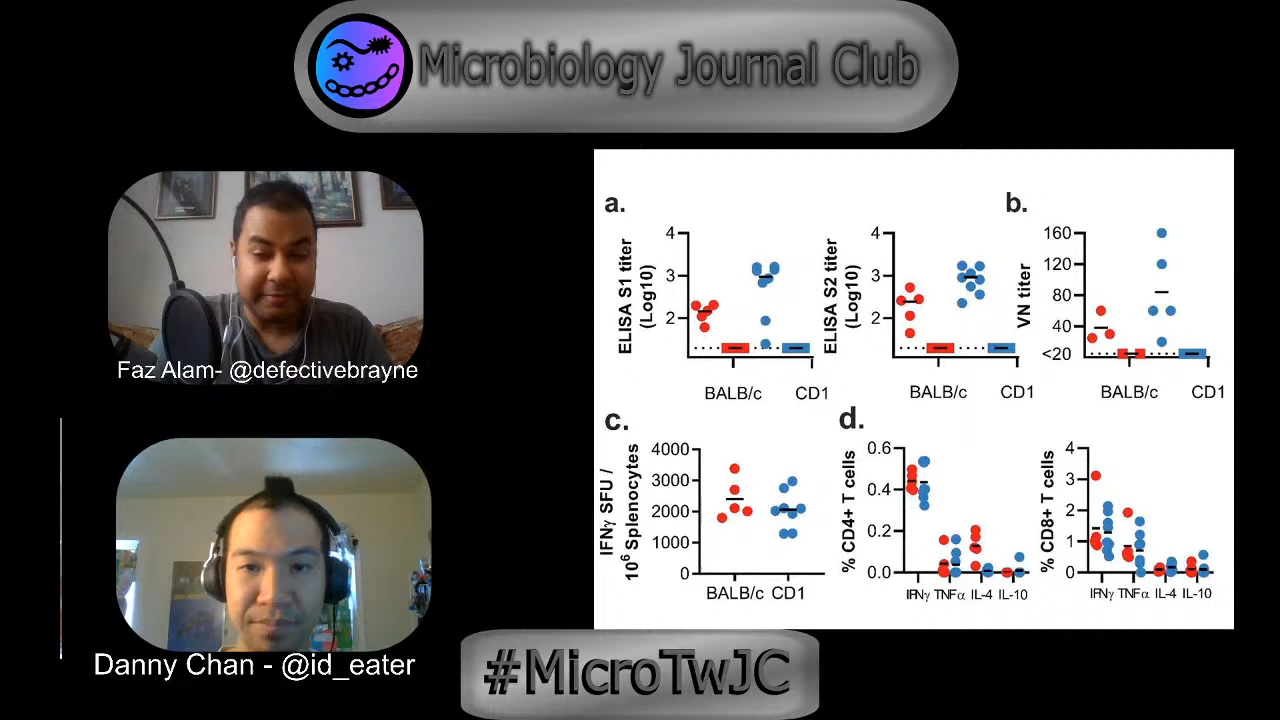 Microbiology Journal Club
Faz Alam- @defectivebrayne
Danny Chan - @id_eater
a.
ELISA S1 titer
(Log10)
4
3
2
BALB/c CD1
ELISA S2 titer
(Log10)
4
3
2
BALB/c CD1
b.
VN titer
160
120
80
40
<20
BALB/c CD1
c.
IFNγ SFU /
10⁶ Splenocytes
4000
3000
2000
1000
0
BALB/c CD1
d.
% CD4+ T cells
0.6
0.4
0.2
0.0
IFNγ TNFα IL-4 IL-10
% CD8+ T cells
4
3
2
1
0
IFNγ TNFα IL-4 IL-10
#MicroTwJC